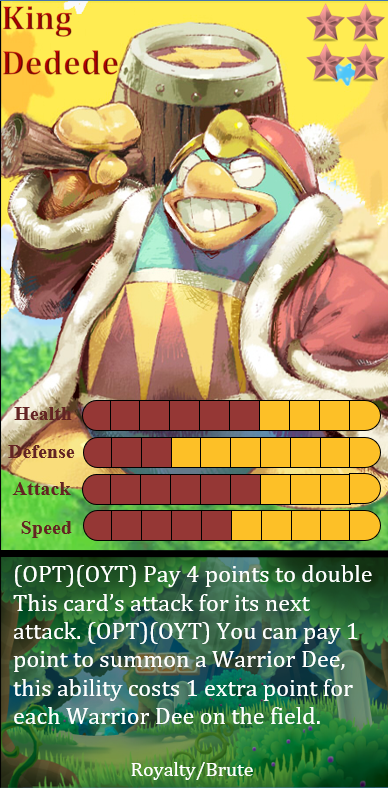 King
Dedede
Health
Defense
Attack
Speed
(OPT)(OYT) Pay 4 points to double
This card's attack for its next
attack. (OPT)(OYT) You can pay 1
point to summon a Warrior Dee,
this ability costs 1 extra point for
each Warrior Dee on the field.
Royalty/Brute